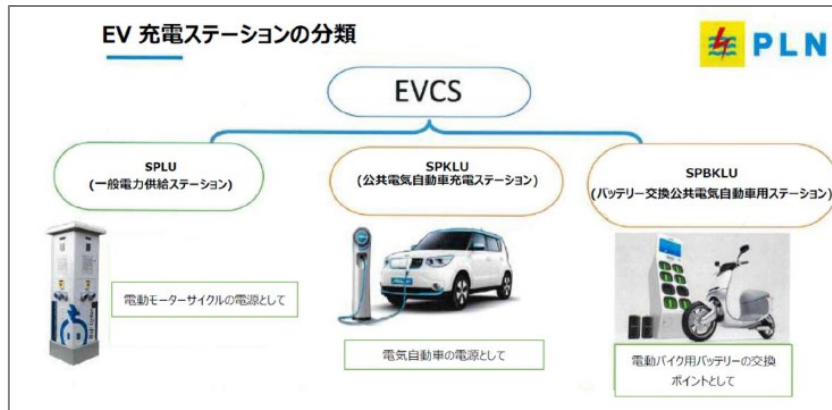 EV 充電ステーションの分類
PLN
EVCS
SPLU
(一般電力供給ステーション)
SPKLU
(公共電気自動車充電ステーション)
SPBKLU
(バッテリー交換公共電気自動車用ステーション)
電動モーターサイクルの電源として
電気自動車の電源として
電動バイク用バッテリーの交換
ポイントとして